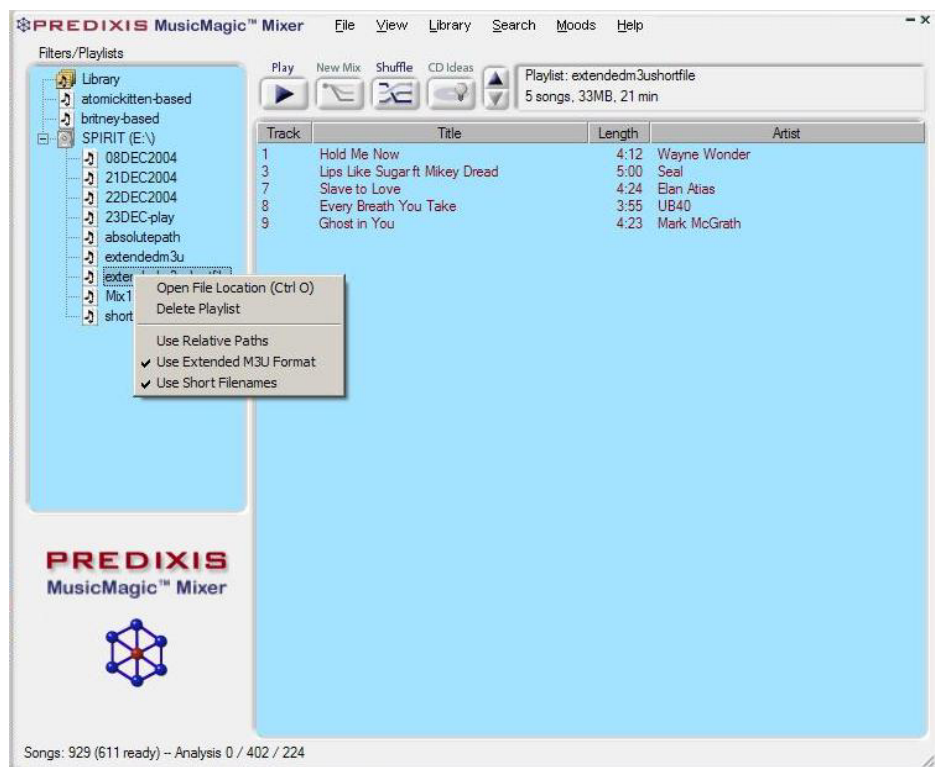 PREDIXIS MusicMagic™ Mixer File View Library Search Moods Help
Filters/Playlists
Library
atomickitten-based
britney-based
SPIRIT (E:\)
08DEC2004
21DEC2004
22DEC2004
23DEC-play
absolutepath
extendedm3u
Mix1
short
Open File Location (Ctrl O)
Delete Playlist
Use Relative Paths
Use Extended M3U Format
Use Short Filenames
Play New Mix Shuffle CD Ideas
Playlist: extendedm3ushortfile
5 songs, 33MB, 21 min
Track Title Length Artist
1 Hold Me Now 4:12 Wayne Wonder
3 Lips Like Sugar ft Mikey Dread 5:00 Seal
7 Slave to Love 4:24 Elan Atias
8 Every Breath You Take 3:55 UB40
9 Ghost in You 4:23 Mark McGrath
PREDIXIS
MusicMagic™ Mixer
Songs: 929 (611 ready) -- Analysis 0 / 402 / 224